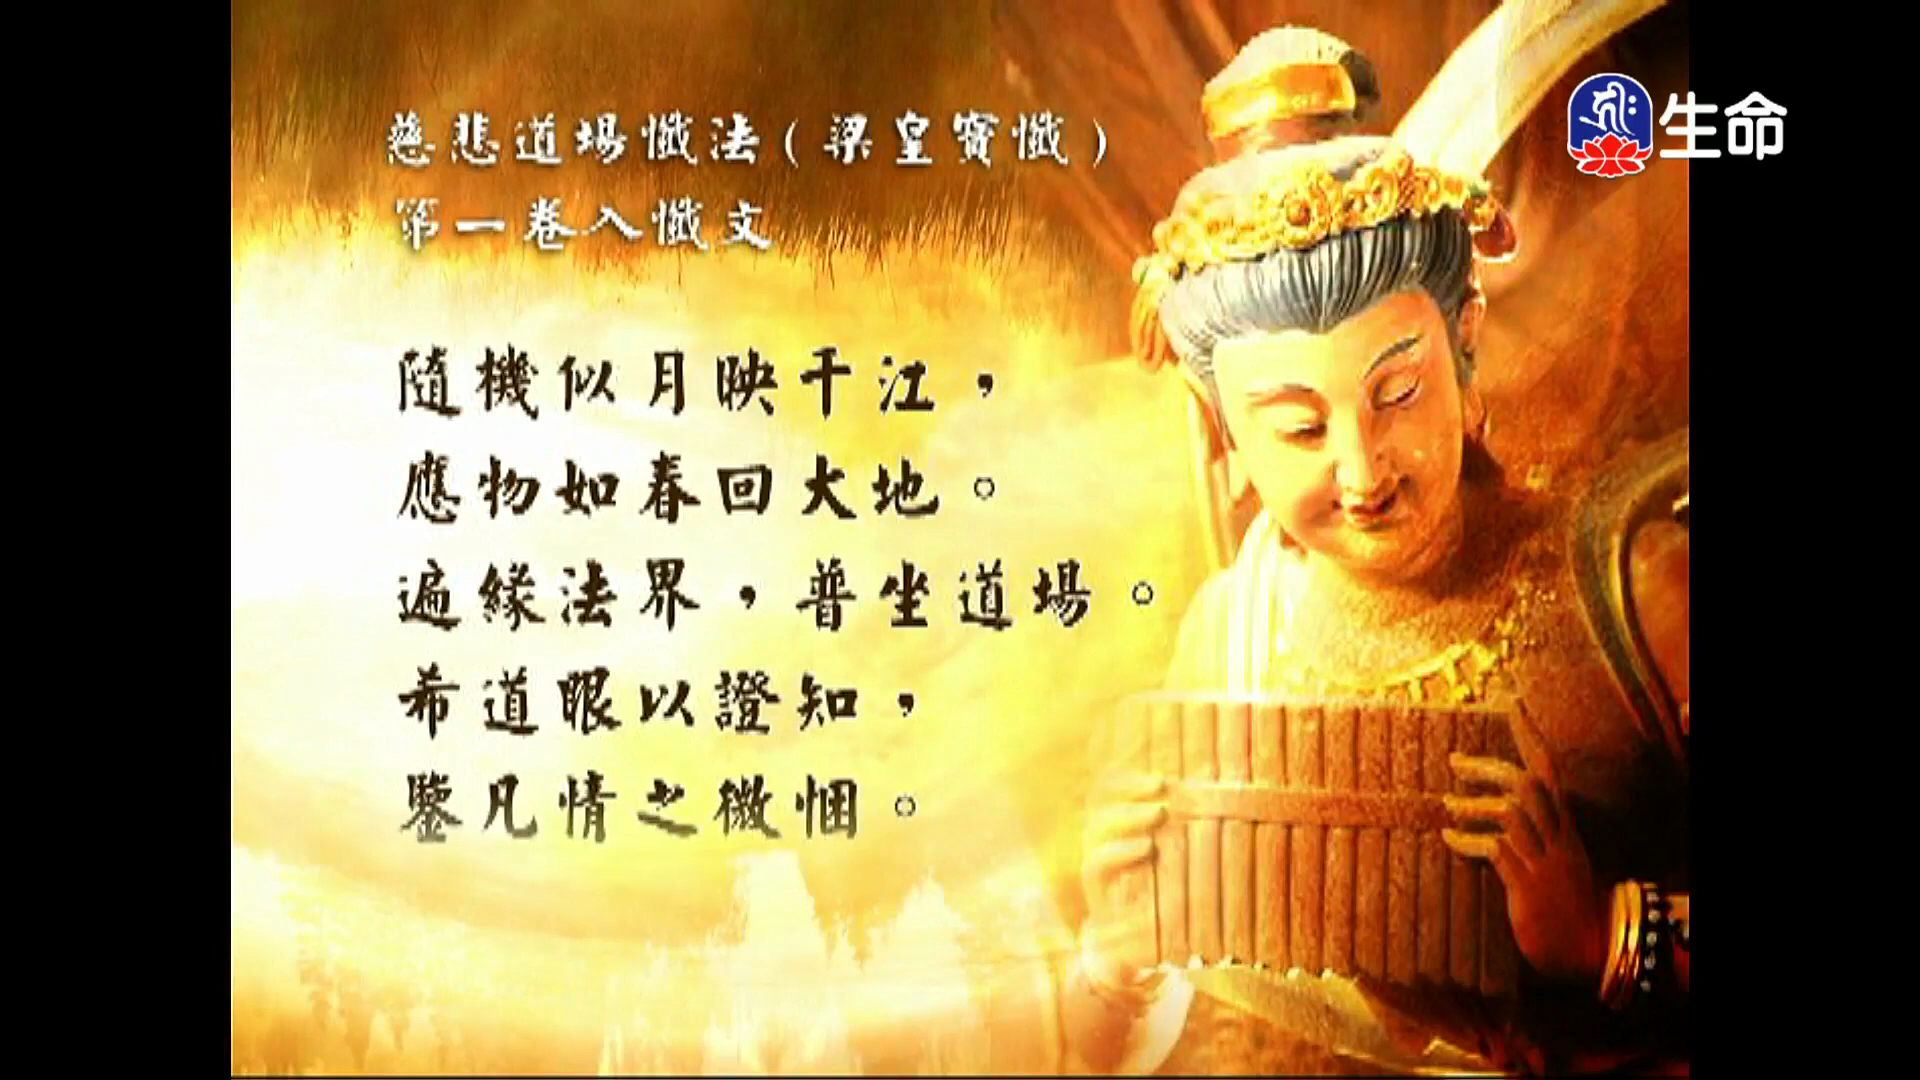 慈悲道場懺法(梁皇寶懺)
第一卷入懺文
生命
隨機似月映千江,
應物如春回大地。
遍緣法界,普坐道場。
希道眼以證知,
鑒凡情之微悃。